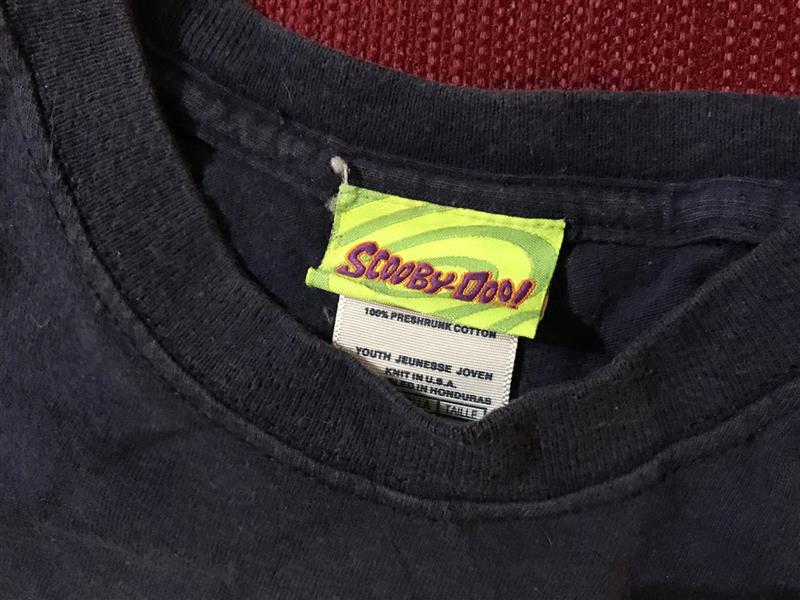 SCOOBY-DOO!
100% PRESHRUNK COTTON
YOUTH JEUNESSE JOVEN
KNIT IN U.S.A.
IN HONDURAS
TAILLE